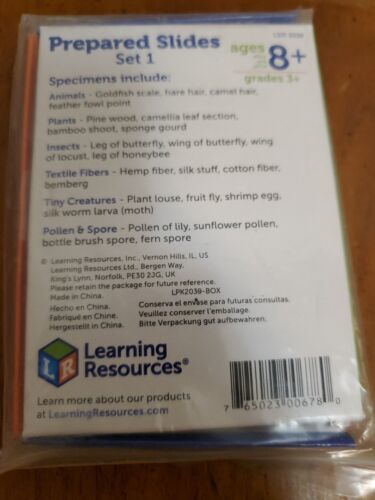 Prepared Slides
Set 1
LER 2039
ages 8+
grades 3+
Specimens include:
Animals - Goldfish scale, hare hair, camel hair,
feather fowl point
Plants - Pine wood, camellia leaf section,
bamboo shoot, sponge gourd
Insects - Leg of butterfly, wing of butterfly, wing
of locust, leg of honeybee
Textile Fibers - Hemp fiber, silk stuff, cotton fiber,
bemberg
Tiny Creatures - Plant louse, fruit fly, shrimp egg,
silk worm larva (moth)
Pollen & Spore - Pollen of lily, sunflower pollen,
bottle brush spore, fern spore
© Learning Resources, Inc., Vernon Hills, IL, US
Learning Resources Ltd., Bergen Way,
King's Lynn, Norfolk, PE30 2JG, UK
Please retain the package for future reference.
Made in China. LPK2039-BOX
Hecho en China. Conserva el envase para futuras consultas.
Fabriqué en Chine. Veuillez conserver l'emballage.
Hergestellt in China. Bitte Verpackung gut aufbewahren.
LR Learning
Resources®
Learn more about our products
at LearningResources.com
7 65023 00678 0